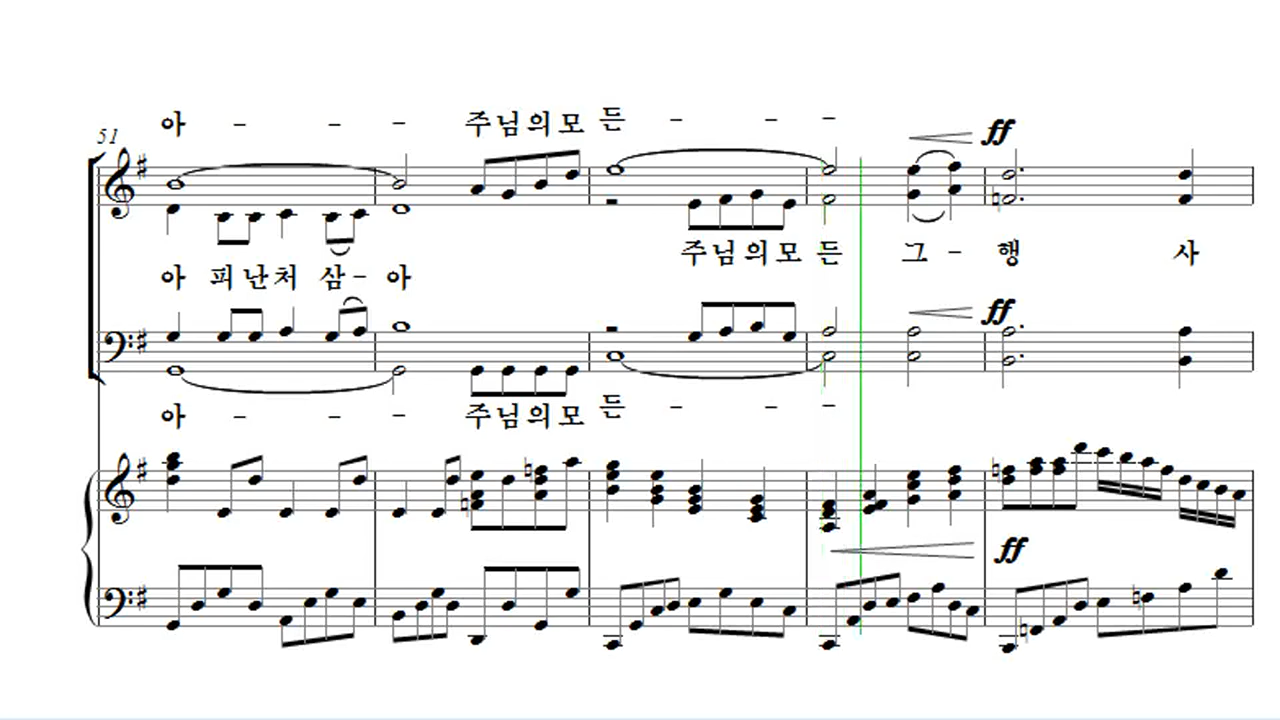 아 - - - 주님의모 든 - - -
51
ff
주님의모 든 그 - 행 사
아 피 난 처 삼 - 아
ff
아 - - - 주님의모 든 - - -
ff